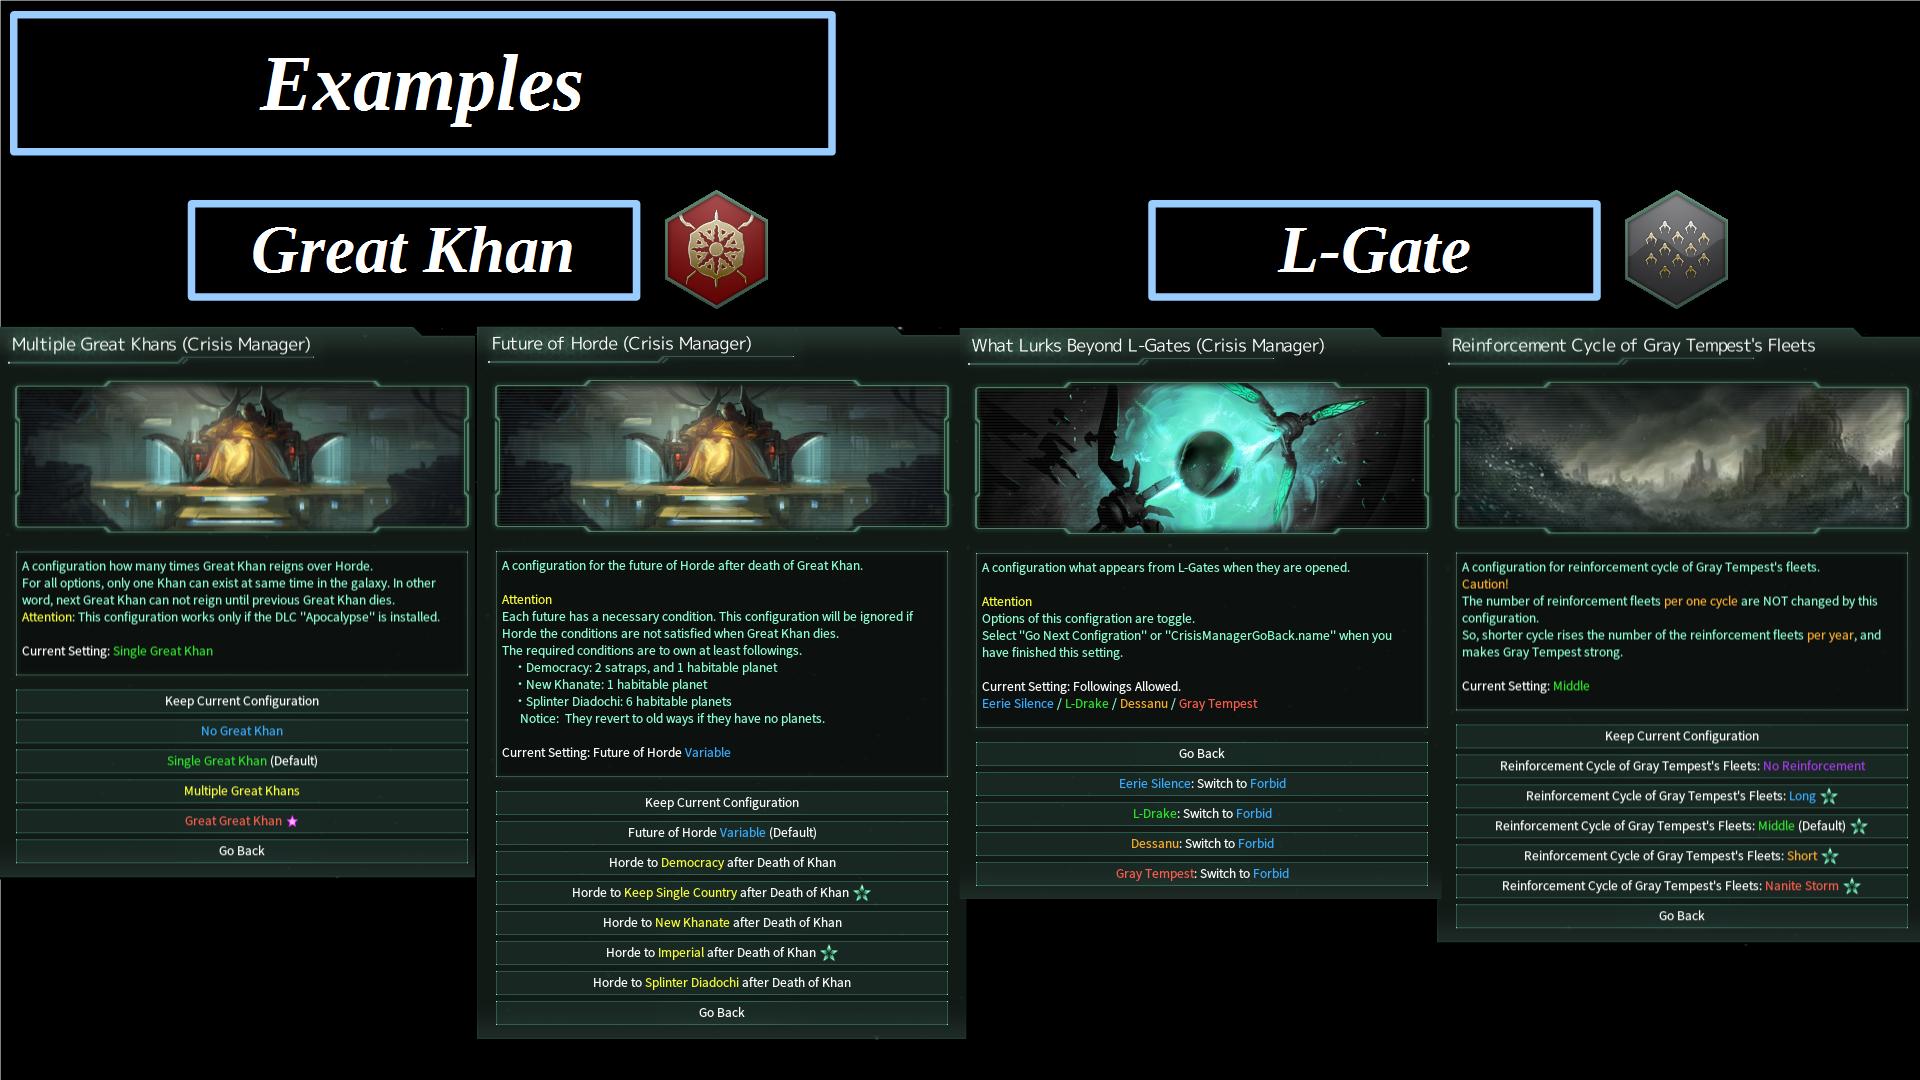 Examples
Great Khan
L-Gate
Multiple Great Khans (Crisis Manager)
A configuration how many times Great Khan reigns over Horde.
For all options, only one Khan can exist at same time in the galaxy. In other
word, next Great Khan can not reign until previous Great Khan dies.
Attention: This configuration works only if the DLC "Apocalypse" is installed.
Current Setting: Single Great Khan
Keep Current Configuration
No Great Khan
Single Great Khan (Default)
Multiple Great Khans
Great Great Khan
Go Back
Future of Horde (Crisis Manager)
A configuration for the future of Horde after death of Great Khan.
Attention
Each future has a necessary condition. This configuration will be ignored if
Horde the conditions are not satisfied when Great Khan dies.
The required conditions are to own at least followings.
・Democracy: 2 satraps, and 1 habitable planet
・New Khanate: 1 habitable planet
・Splinter Diadochi: 6 habitable planets
Notice: They revert to old ways if they have no planets.
Current Setting: Future of Horde Variable
Keep Current Configuration
Future of Horde Variable (Default)
Horde to Democracy after Death of Khan
Horde to Keep Single Country after Death of Khan
Horde to New Khanate after Death of Khan
Horde to Imperial after Death of Khan
Horde to Splinter Diadochi after Death of Khan
Go Back
What Lurks Beyond L-Gates (Crisis Manager)
A configuration what appears from L-Gates when they are opened.
Attention
Options of this configration are toggle.
Select "Go Next Configration" or "CrisisManagerGoBack.name" when you
have finished this setting.
Current Setting: Followings Allowed.
Eerie Silence / L-Drake / Dessanu / Gray Tempest
Go Back
Eerie Silence: Switch to Forbid
L-Drake: Switch to Forbid
Dessanu: Switch to Forbid
Gray Tempest: Switch to Forbid
Reinforcement Cycle of Gray Tempest's Fleets
A configuration for reinforcement cycle of Gray Tempest's fleets.
Caution!
The number of reinforcement fleets per one cycle are NOT changed by this
configuration.
So, shorter cycle rises the number of the reinforcement fleets per year, and
makes Gray Tempest strong.
Current Setting: Middle
Keep Current Configuration
Reinforcement Cycle of Gray Tempest's Fleets: No Reinforcement
Reinforcement Cycle of Gray Tempest's Fleets: Long
Reinforcement Cycle of Gray Tempest's Fleets: Middle (Default)
Reinforcement Cycle of Gray Tempest's Fleets: Short
Reinforcement Cycle of Gray Tempest's Fleets: Nanite Storm
Go Back